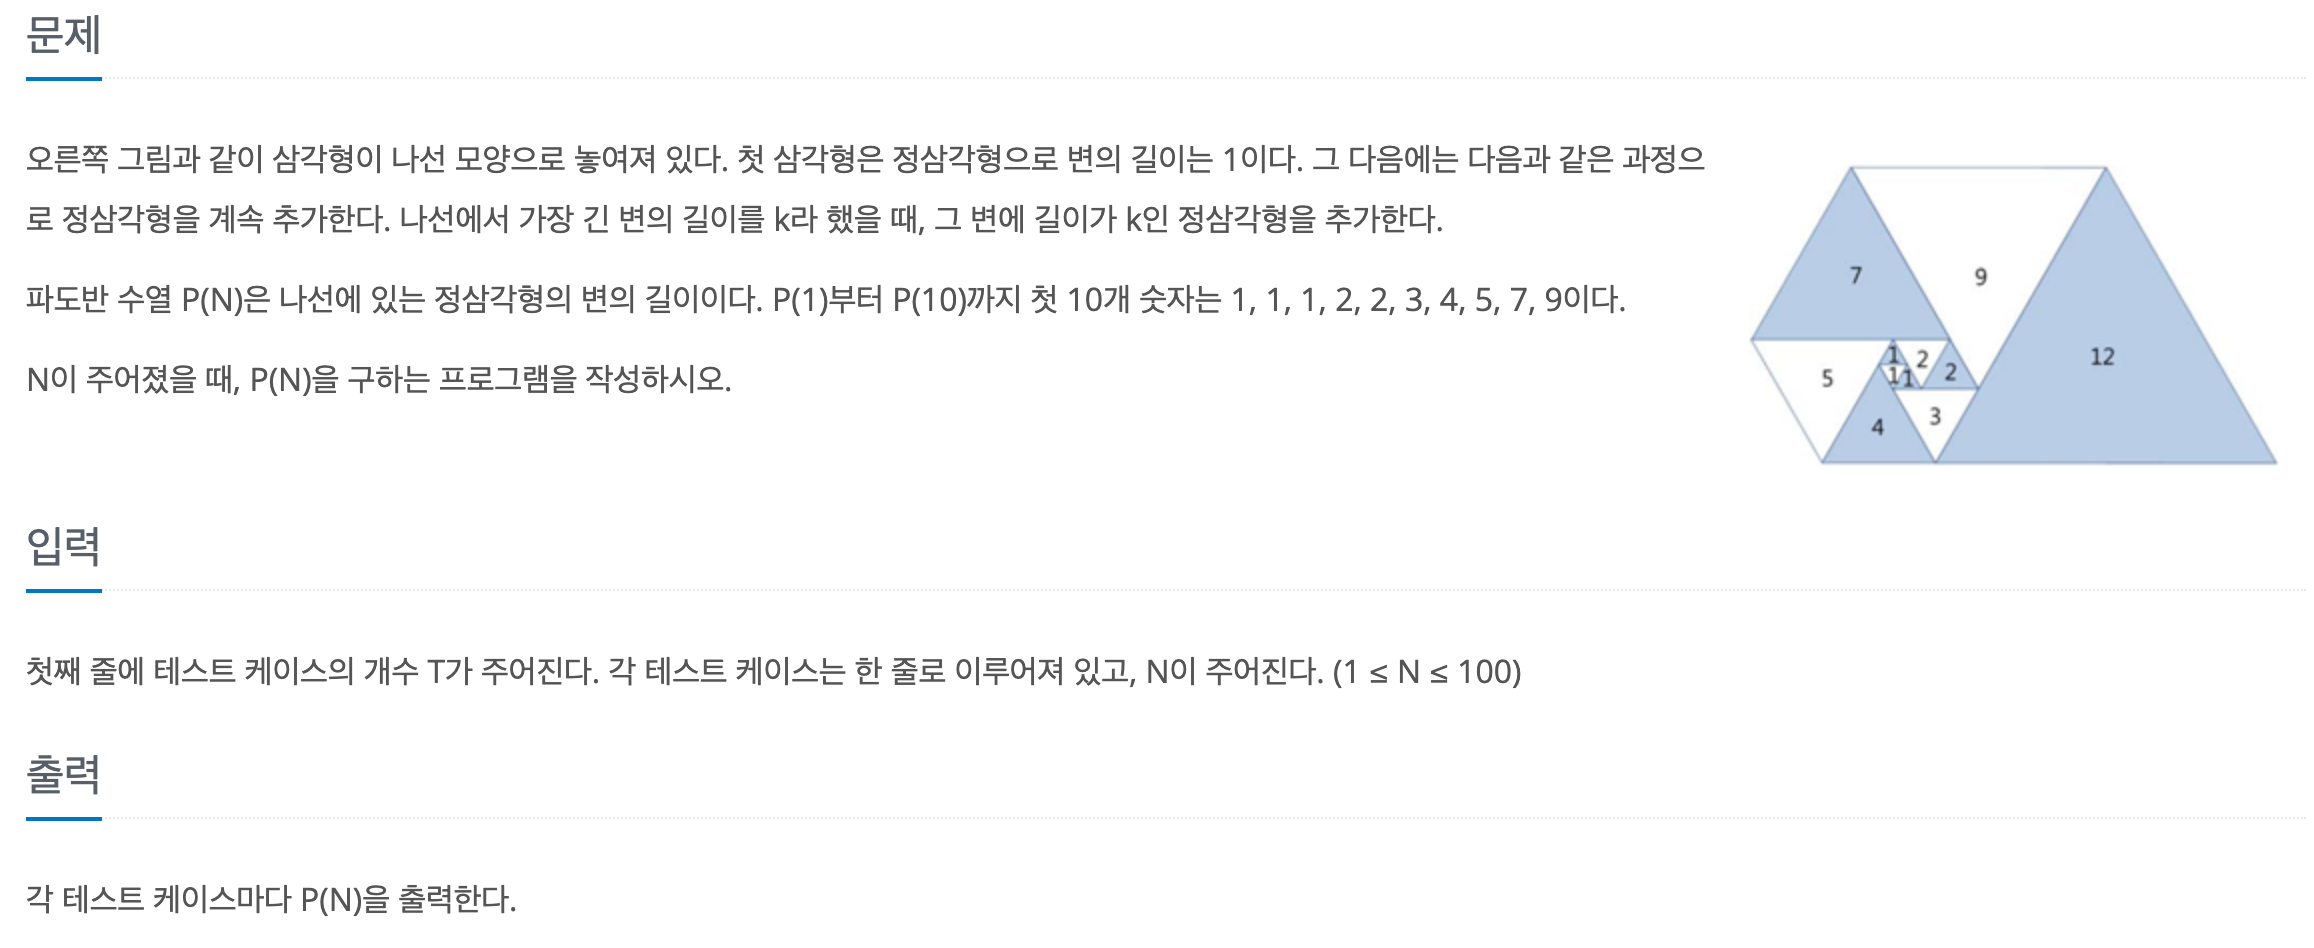 문제
오른쪽 그림과 같이 삼각형이 나선 모양으로 놓여져 있다. 첫 삼각형은 정삼각형으로 변의 길이는 1이다. 그 다음에는 다음과 같은 과정으
로 정삼각형을 계속 추가한다. 나선에서 가장 긴 변의 길이를 k라 했을 때, 그 변에 길이가 k인 정삼각형을 추가한다.
파도반 수열 P(N)은 나선에 있는 정삼각형의 변의 길이이다. P(1)부터 P(10)까지 첫 10개 숫자는 1, 1, 1, 2, 2, 3, 4, 5, 7, 9이다.
N이 주어졌을 때, P(N)을 구하는 프로그램을 작성하시오.
7
9
12
1
2
5
1
1
2
3
4
입력
첫째 줄에 테스트 케이스의 개수 T가 주어진다. 각 테스트 케이스는 한 줄로 이루어져 있고, N이 주어진다. (1 ≤ N ≤ 100)
출력
각 테스트 케이스마다 P(N)을 출력한다.